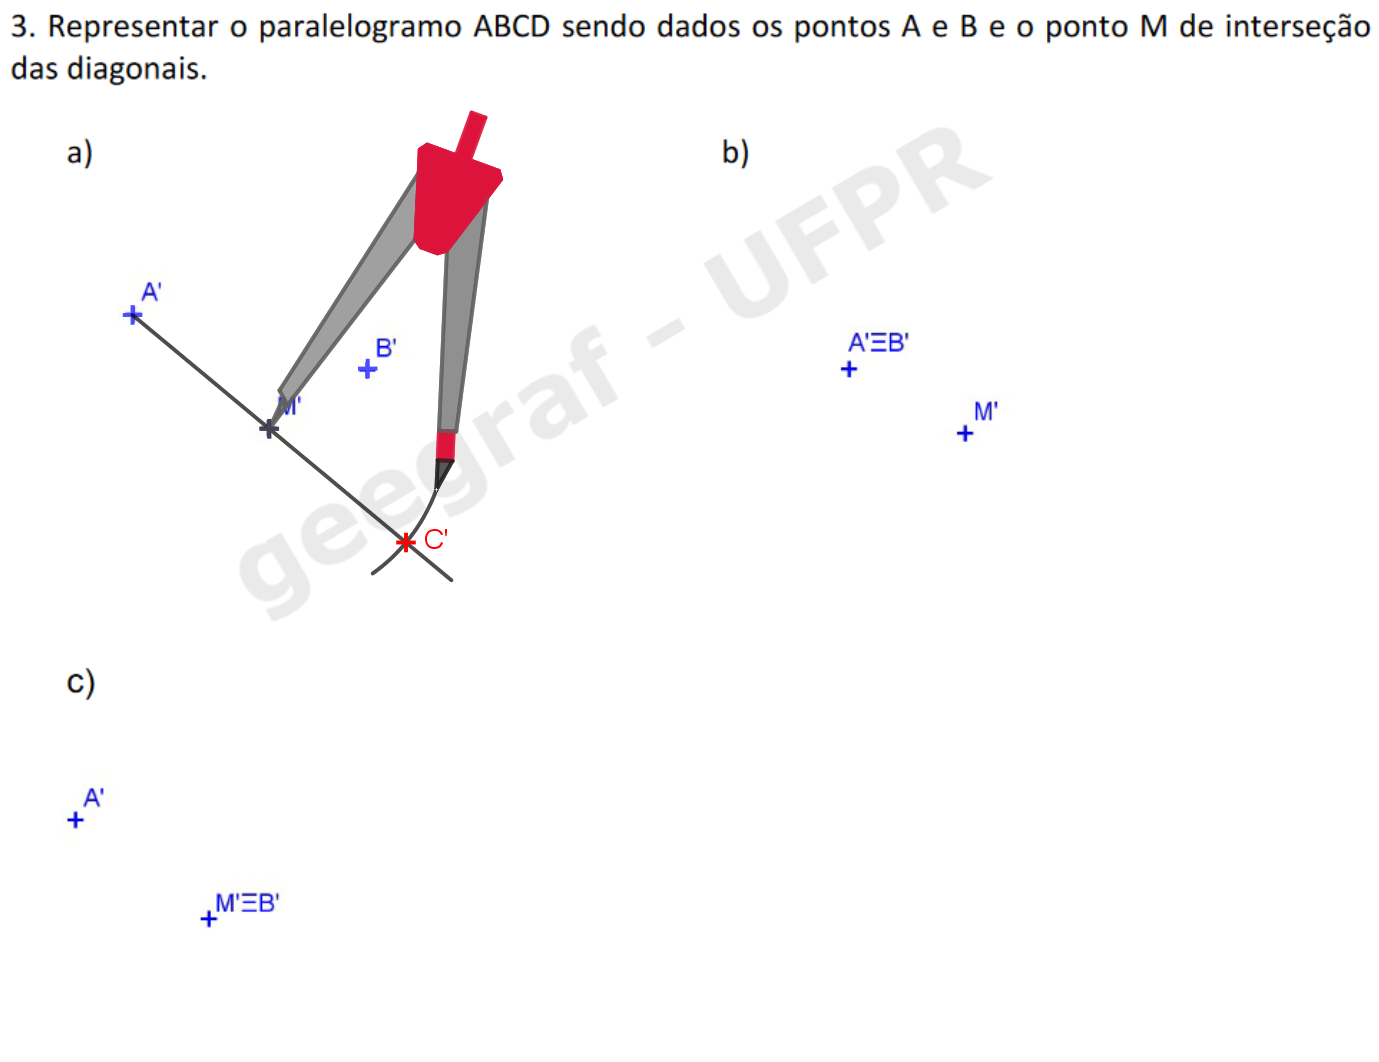 3. Representar o paralelogramo ABCD sendo dados os pontos A e B e o ponto M de interseção
das diagonais.
a)
b)
A'
B'
M'
C'
A'ΞB'
M'
geegraf - UFPR
c)
A'
M'ΞB'